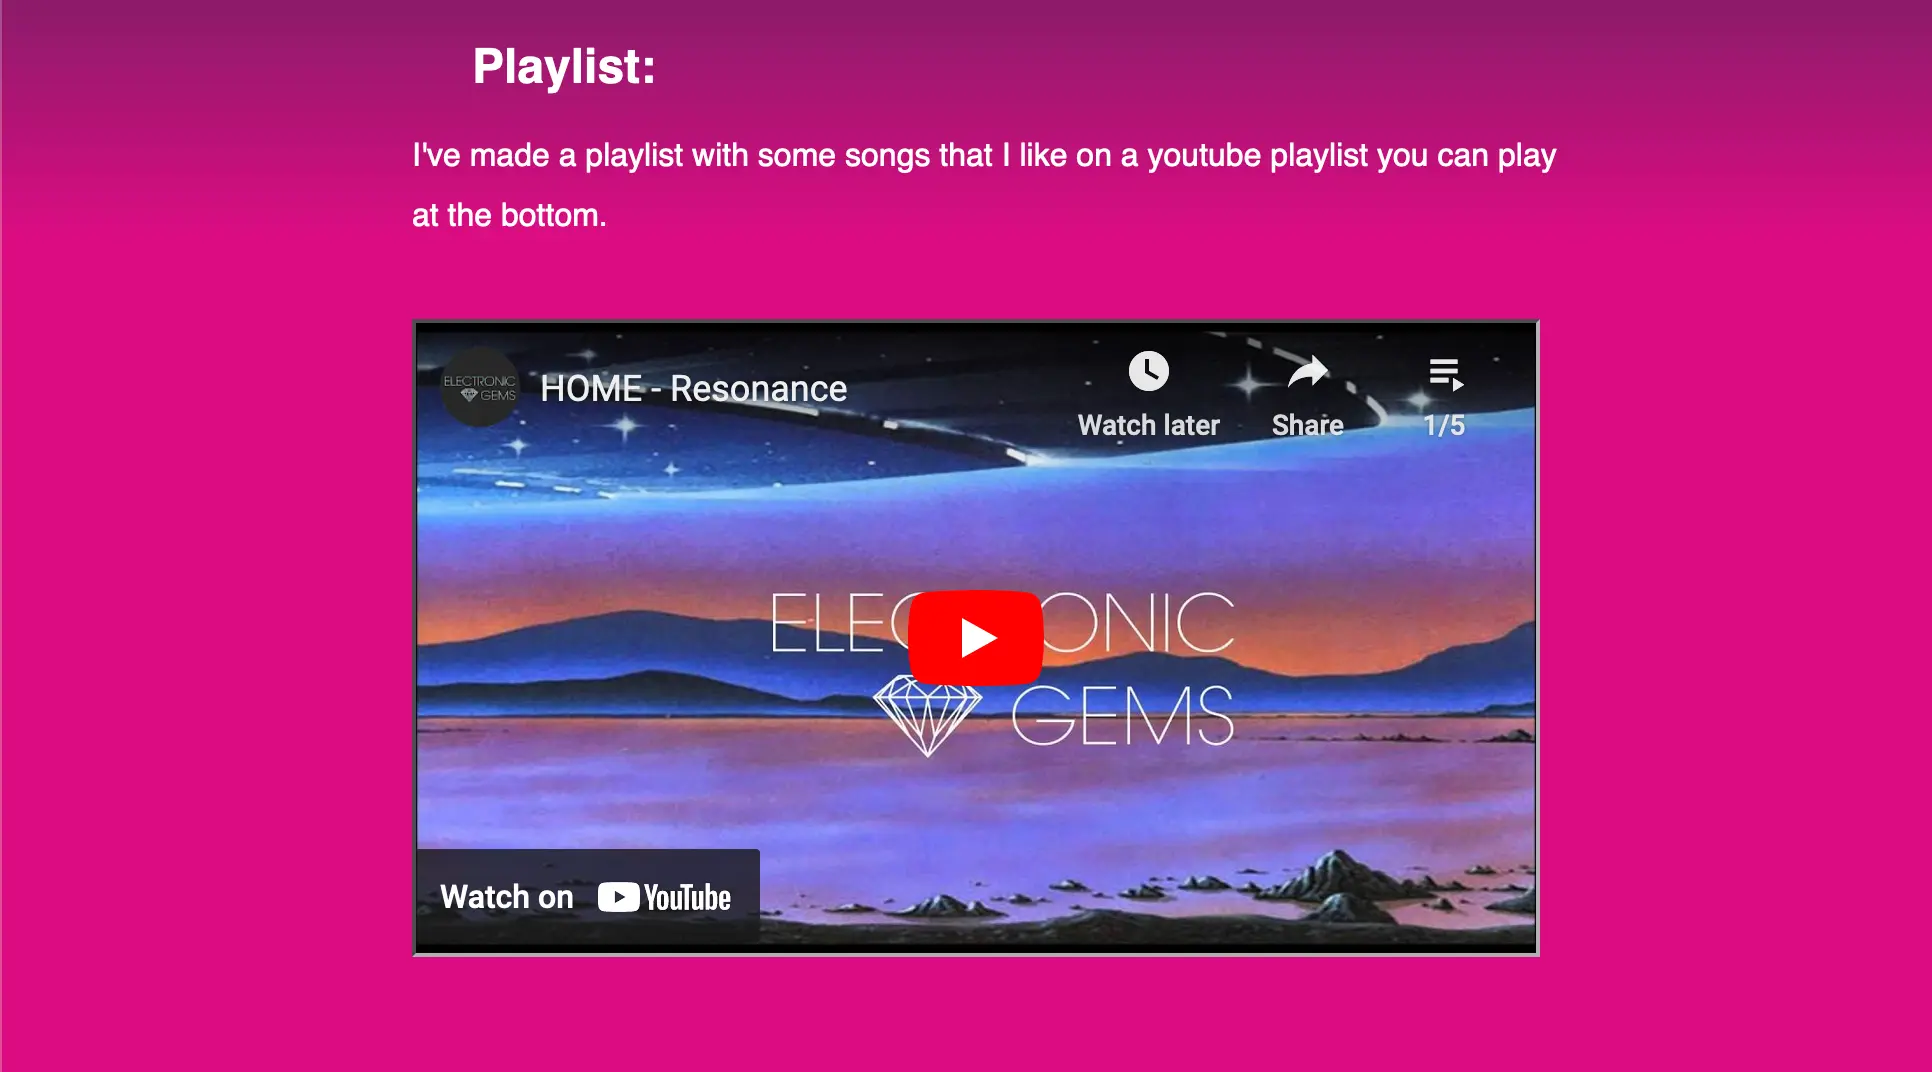 Playlist:
I've made a playlist with some songs that I like on a youtube playlist you can play
at the bottom.
ELECTRONIC
GEMS
HOME - Resonance
Watch later
Share
1/5
ELEC ONIC
GEMS
Watch on YouTube